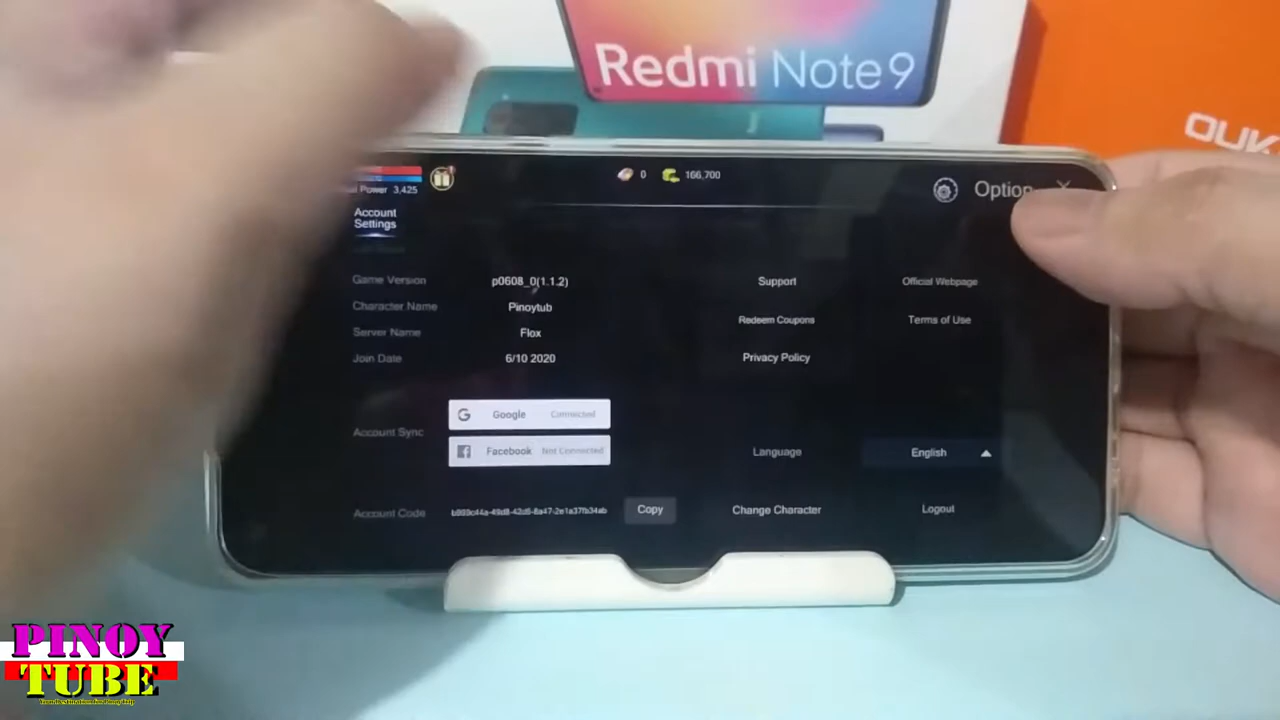 Redmi Note 9
OUK
Power 3,425
0
166,700
Option
Account
Settings
Game Version
p0608_0(1.1.2)
Support
Official Webpage
Character Name
Pinoytub
Redeem Coupons
Terms of Use
Server Name
Flox
Join Date
6/10 2020
Privacy Policy
Account Sync
G Google Connected
f Facebook Not Connected
Language
English
Account Code
Copy
Change Character
Logout
PINOY
TUBE